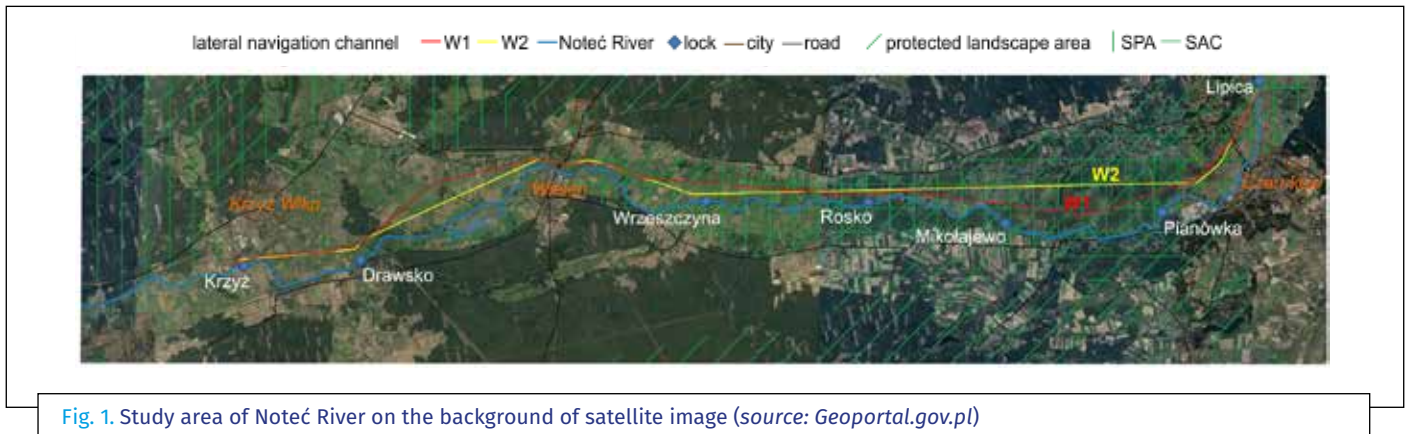 lateral navigation channel W1 W2 Noteć River lock city road protected landscape area SPA SAC
Lipica
W2
Krzyż Wlkp
Wieleń
W1
Wrzeszczyna
Rosko
Pianówka
Mikołajewo
Krzyż
Drawsko
Fig. 1. Study area of Noteć River on the background of satellite image (source: Geoportal.gov.pl)